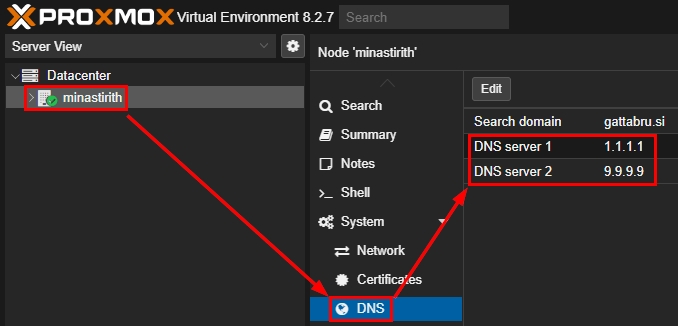 PROXMOX Virtual Environment 8.2.7 Search
Server View
Datacenter
minastirith
Node 'minastirith'
Search
Summary
Notes
Shell
System
Network
Certificates
DNS
Edit
Search domain gattabru.si
DNS server 1 1.1.1.1
DNS server 2 9.9.9.9